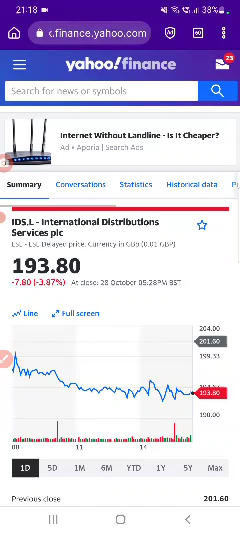 21:18
38%
x.finance.yahoo.com/
60
yahoo!finance
23
Search for news or symbols
Internet Without Landline - Is It Cheaper?
Ad • Aporia | Search Ads
Summary Conversations Statistics Historical data
IDS.L - International Distributions Services plc
LSE - LSE Delayed price. Currency in GBp (0.01 GBP)
193.80
-7.80 (-3.87%) At close: 28 October 05:28PM BST
Line Full screen
204.00
201.60
199.33
193.80
190.00
08 11 14
1D 5D 1M 6M YTD 1Y 5Y Max
Previous close 201.60